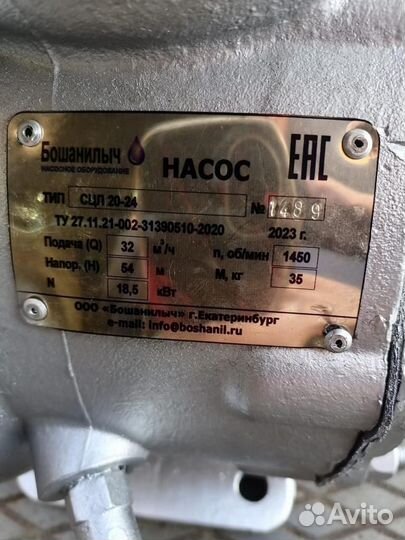 Бошанилыч
НАСОСНОЕ ОБОРУДОВАНИЕ
НАСОС
ЕАС
ТИП СЦЛ 20-24 № 1489
ТУ 27.11.21-002-31390510-2020 2023 г.
Подача (Q) 32 м³/ч n, об/мин 1450
Напор. (H) 54 м М, кг 35
N 18,5 кВт
ООО «Бошанилыч» г.Екатеринбург
e-mail: info@boshanil.ru
Avito